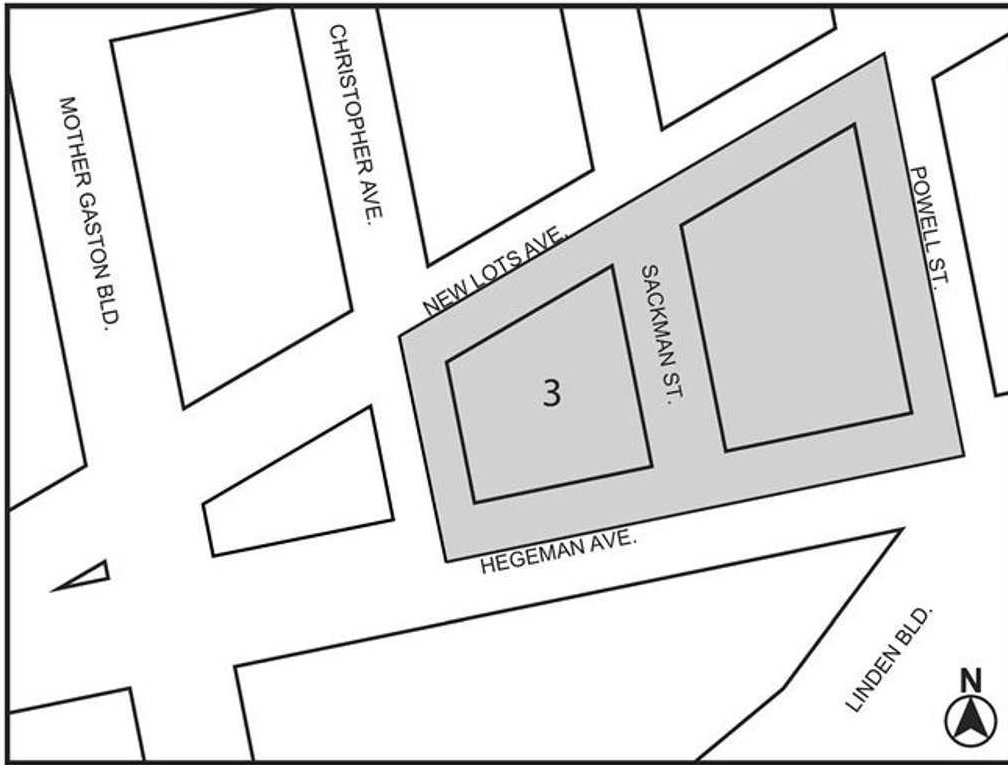 MOTHER GASTON BLD.
CHRISTOPHER AVE.
NEW LOTS AVE.
SACKMAN ST.
POWELL ST.
3
HEGEMAN AVE.
LINDEN BLD.
N